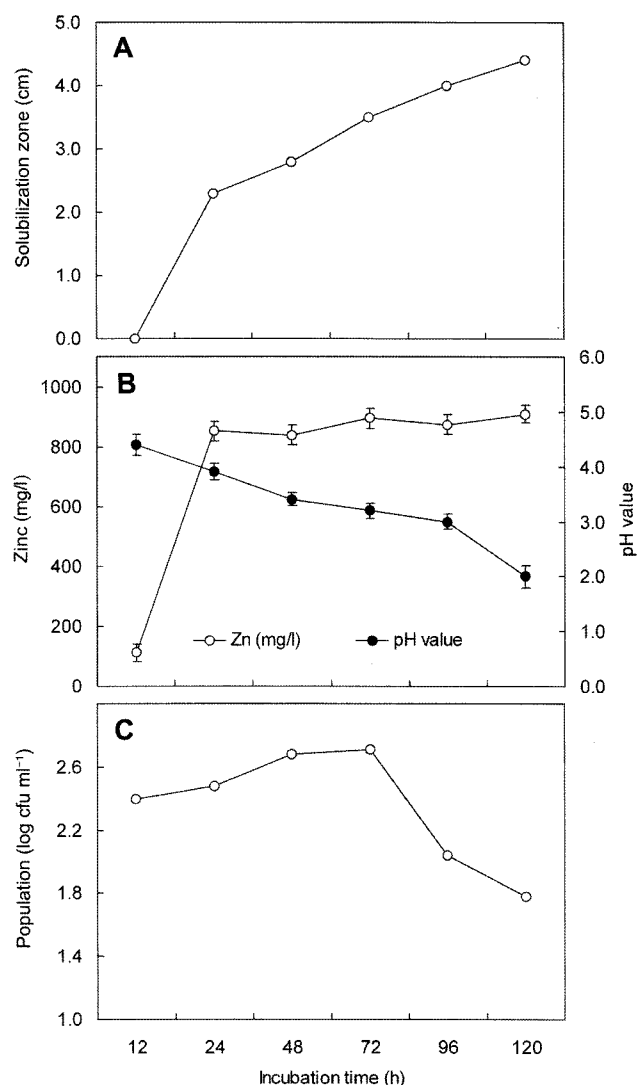 A
5.0
4.0
3.0
2.0
1.0
0.0
Solubilization zone (cm)
B
1000
800
600
400
200
0
Zinc (mg/l)
6.0
5.0
4.0
3.0
2.0
1.0
0.0
pH value
Zn (mg/l) pH value
C
2.6
2.2
1.8
1.4
1.0
Population (log cfu ml⁻¹)
12 24 48 72 96 120
Incubation time (h)